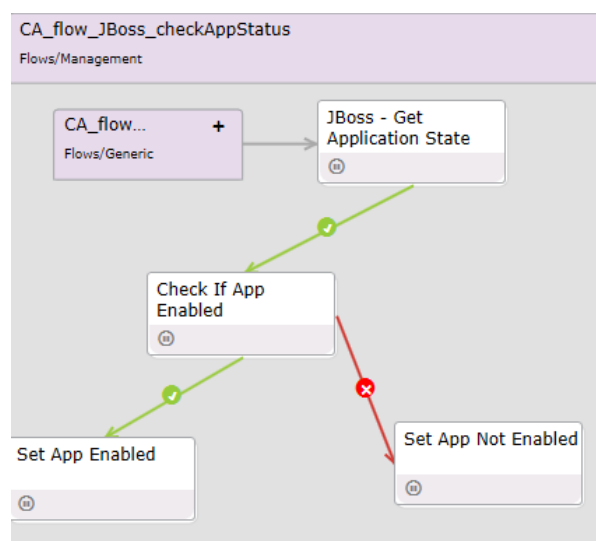 CA_flow_JBoss_checkAppStatus
Flows/Management
CA_flow...
+
Flows/Generic
JBoss - Get
Application State
Check If App
Enabled
Set App Enabled
Set App Not Enabled